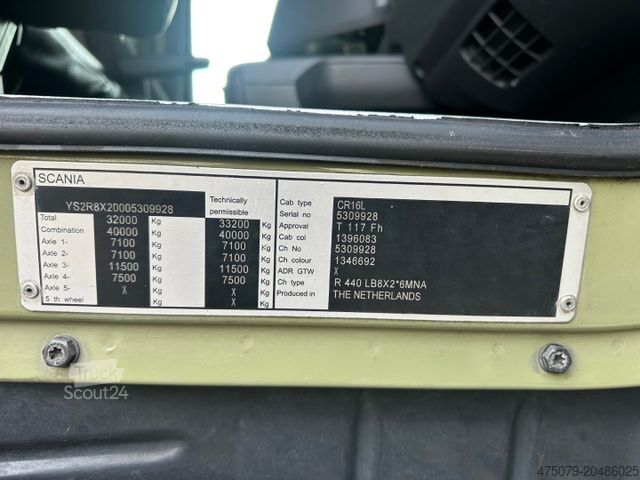 SCANIA
YS2R8X20005309928
Technically permissible
Total 32000 Kg 33200 Kg
Combination 40000 Kg 40000 Kg
Axle 1- 7100 Kg 7100 Kg
Axle 2- 7100 Kg 7100 Kg
Axle 3- 11500 Kg 11500 Kg
Axle 4- 7500 Kg 7500 Kg
Axle 5- X Kg X Kg
5 th wheel Kg X Kg
Cab type CR16L
Serial no 5309928
Approval T 117 Fh
Cab col 1396083
Ch No 5309928
Ch colour 1346692
ADR GTW X
Ch type R 440 LB8X2*6MNA
Produced in THE NETHERLANDS
Truck
Scout24
475079-20486025